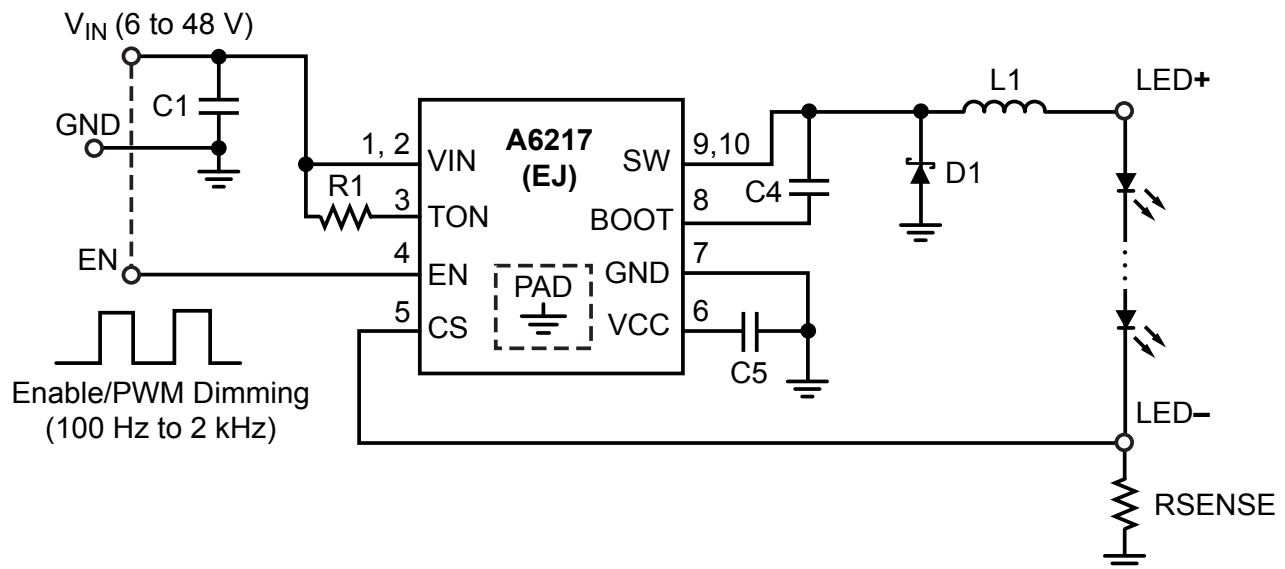 VIN (6 to 48 V)
C1
GND
EN
Enable/PWM Dimming
(100 Hz to 2 kHz)
R1
1, 2
3
4
5
A6217
(EJ)
VIN
TON
EN
CS
PAD
SW
BOOT
GND
VCC
9,10
8
7
6
C4
C5
D1
L1
LED+
LED–
RSENSE